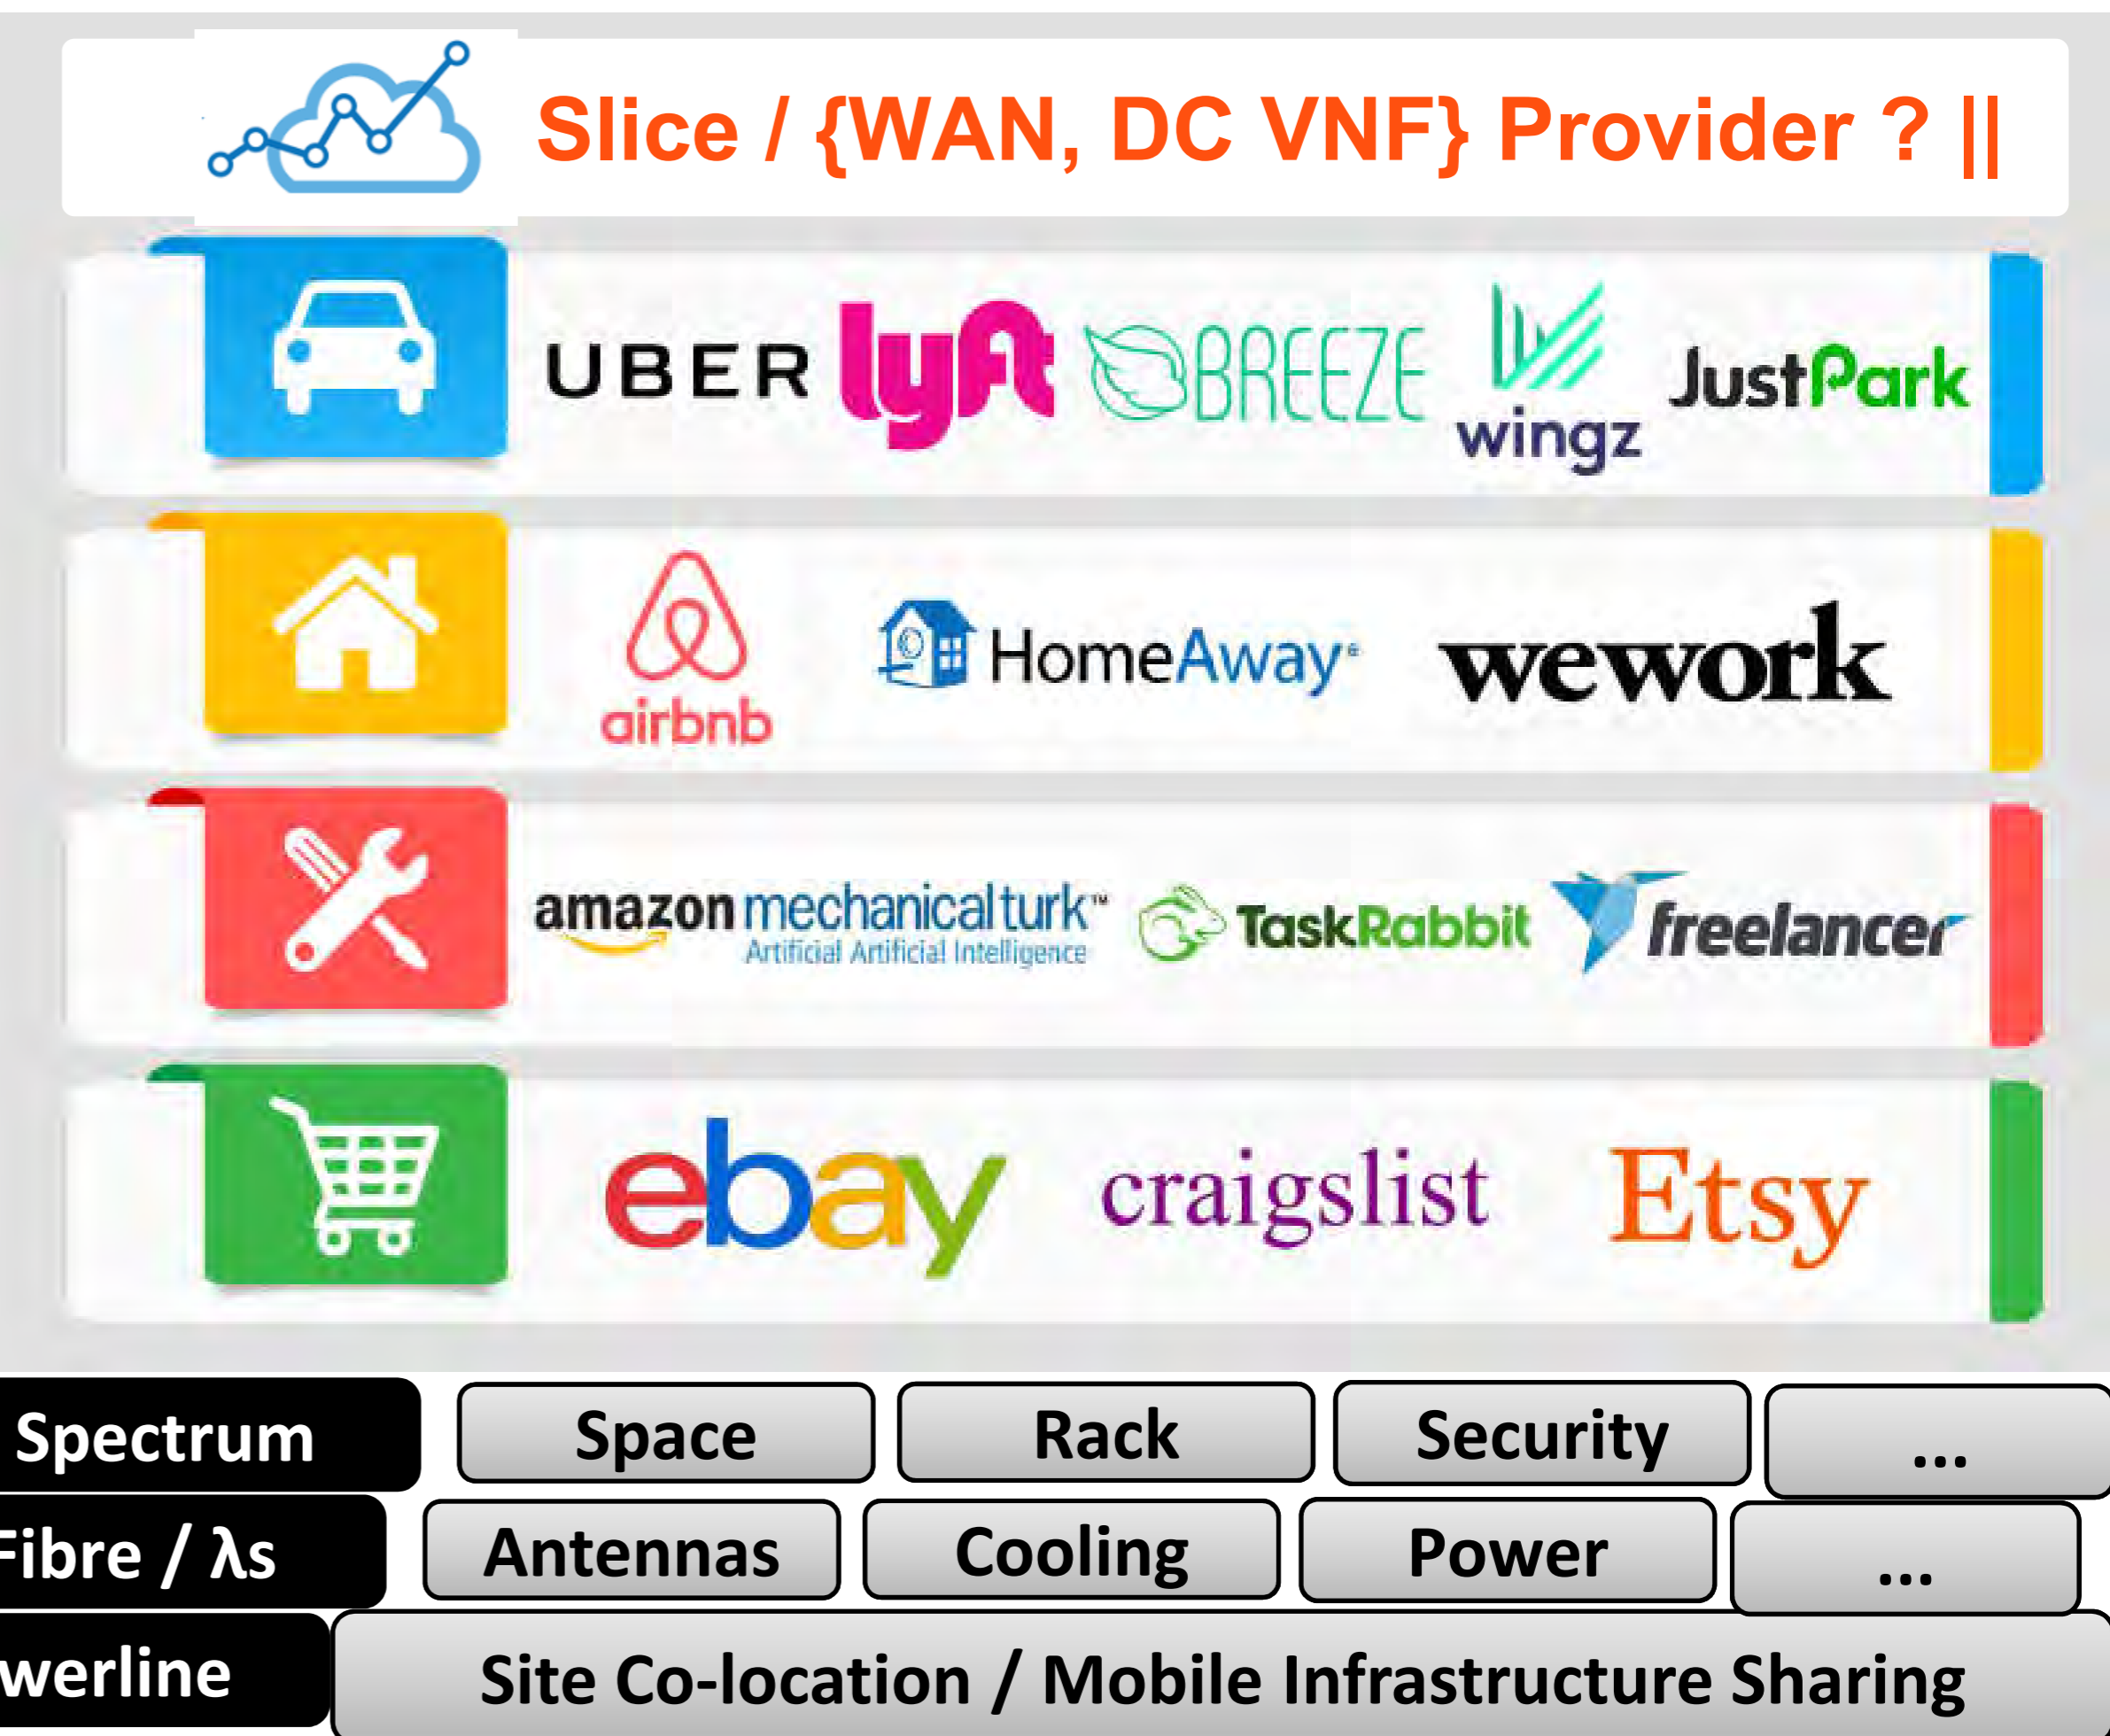 Slice / {WAN, DC VNF} Provider ? ||
UBER lyft BREEZE wingz JustPark
airbnb HomeAway® wework
amazon mechanical turk™ TaskRabbit freelancer
Artificial Artificial Intelligence
ebay craigslist Etsy
Spectrum Space Rack Security ...
Fibre / λs Antennas Cooling Power ...
werline Site Co-location / Mobile Infrastructure Sharing